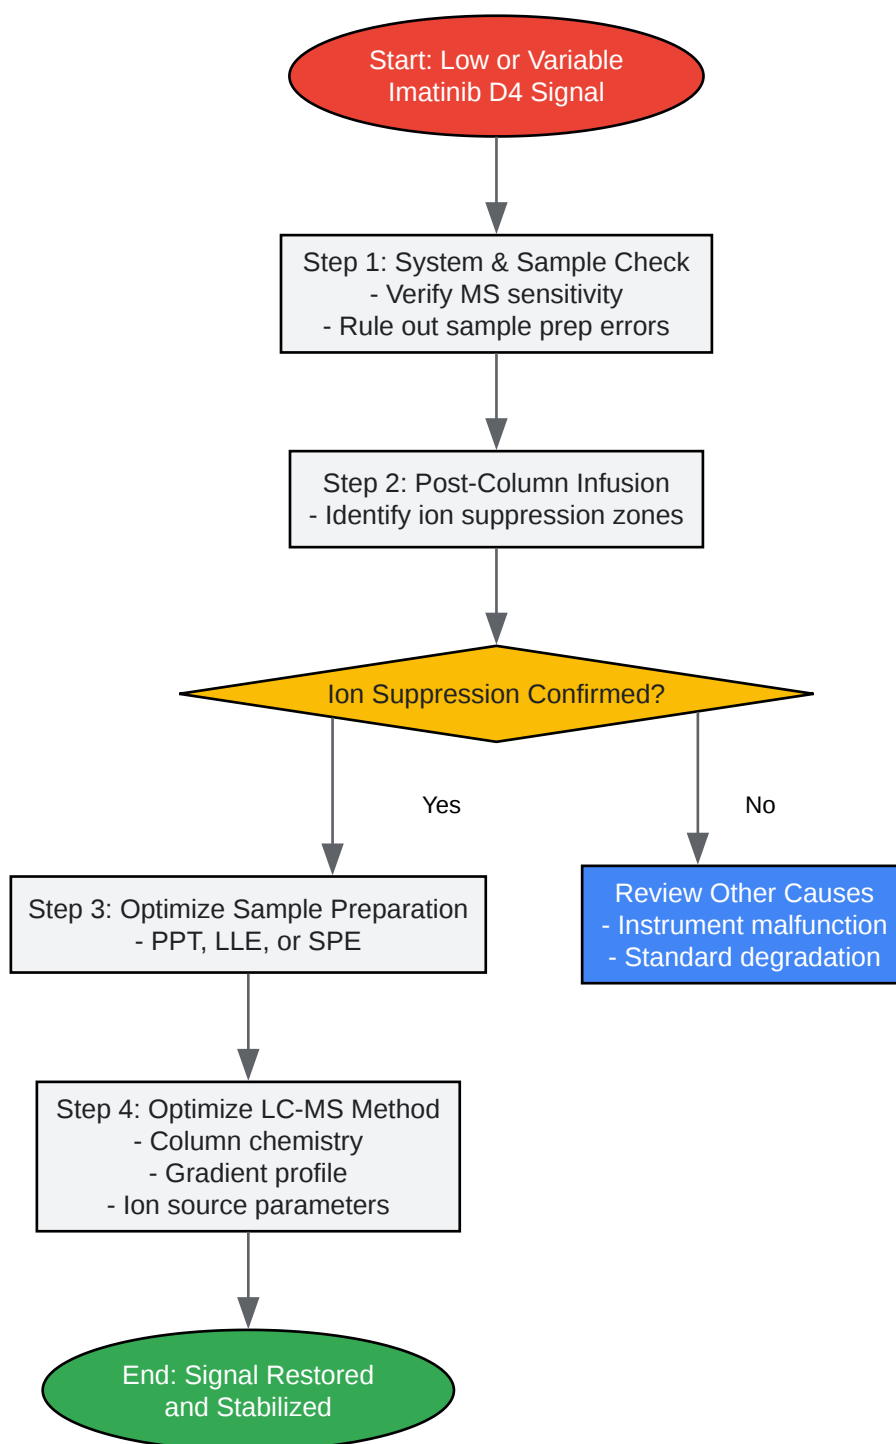 Start: Low or Variable
Imatinib D4 Signal
Step 1: System & Sample Check
- Verify MS sensitivity
- Rule out sample prep errors
Step 2: Post-Column Infusion
- Identify ion suppression zones
Ion Suppression Confirmed?
Yes
No
Step 3: Optimize Sample Preparation
- PPT, LLE, or SPE
Review Other Causes
- Instrument malfunction
- Standard degradation
Step 4: Optimize LC-MS Method
- Column chemistry
- Gradient profile
- Ion source parameters
End: Signal Restored
and Stabilized